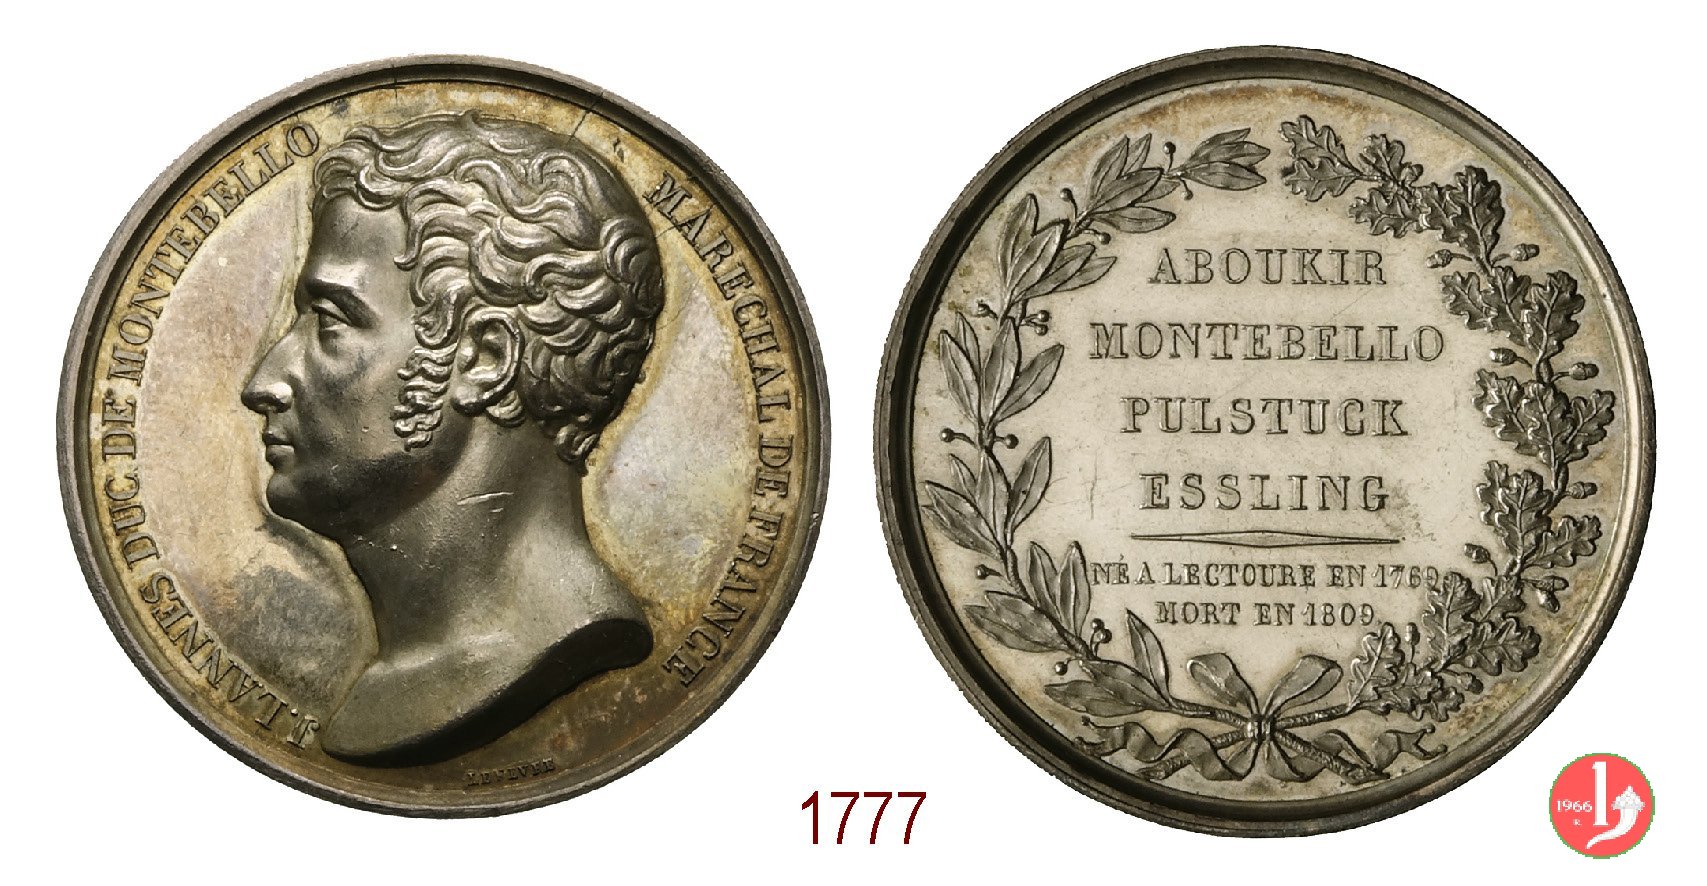 J. LANNES DUC. DE MONTEBELLO
MARECHAL DE FRANCE
LEFEVRE
ABOUKIR
MONTEBELLO
PULSTUCK
ESSLING
NÉ A LECTOURE EN 1769.
MORT EN 1809.
1777
1966
R.